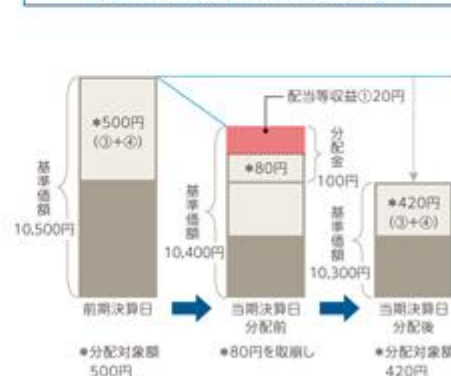 *500円
(③+④)
基準価額
10,500円
前期決算日
*分配対象額
500円
配当等収益①20円
*80円
分配金
100円
基準価額
10,400円
当期決算日
分配前
*80円を取崩し
*420円
(③+④)
基準価額
10,300円
当期決算日
分配後
*分配対象額
420円